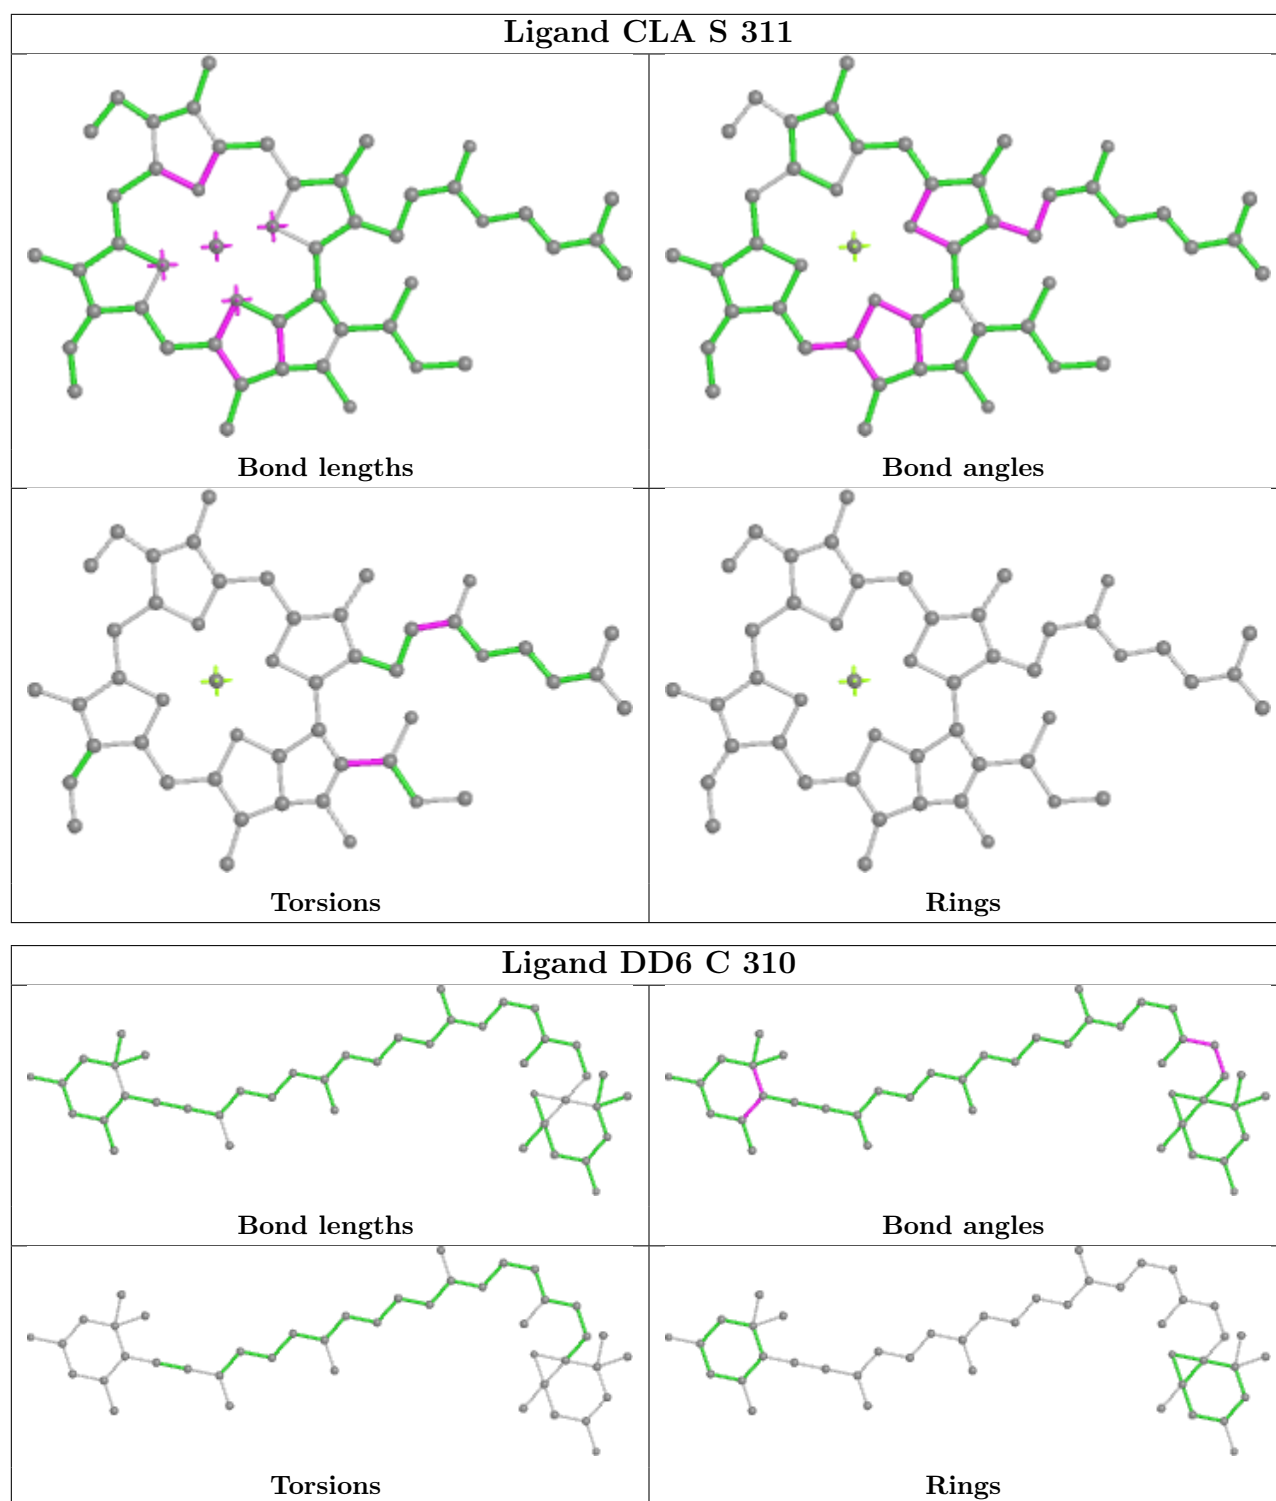 Ligand CLA S 311
Bond lengths
Bond angles
Torsions
Rings
Ligand DD6 C 310
Bond lengths
Bond angles
Torsions
Rings